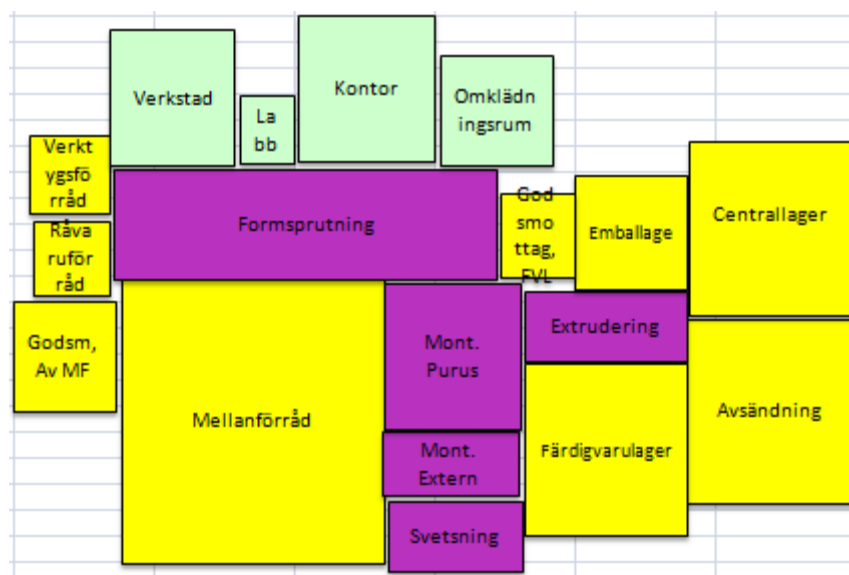 Verkstad
La
bb
Kontor
Omklädn
ingsrum
Verkt
ygsfö
rråd
Formsprutning
God
smo
ttag,
FVL
Emballage
Centrallager
Råva
ruför
råd
Godsm,
Av MF
Mellanförråd
Mont.
Purus
Extrudering
Avsändning
Mont.
Extern
Färdigvarulager
Svetsning